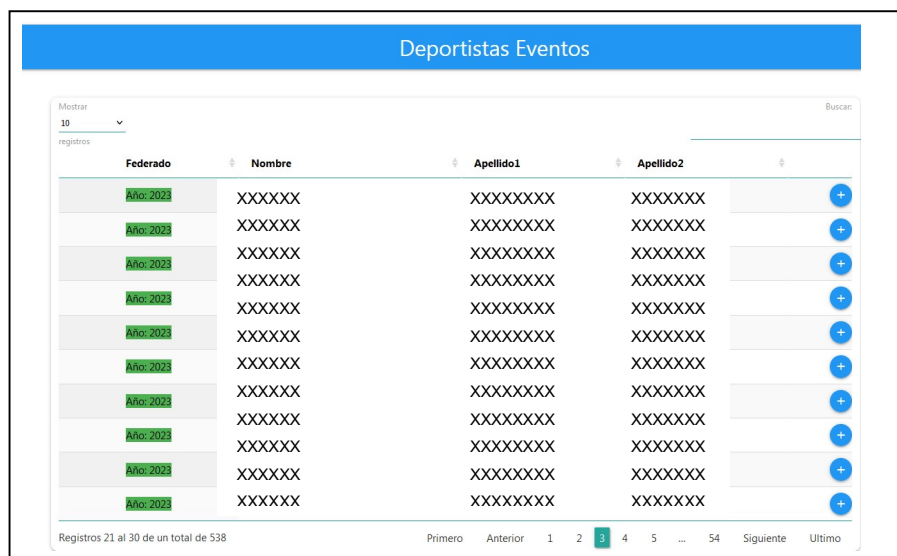 Deportistas Eventos
Mostrar Buscar:
10
registros
Federado Nombre Apellido1 Apellido2
Año: 2023 XXXXXX XXXXXXXX XXXXXXX +
Año: 2023 XXXXXX XXXXXXXX XXXXXXX +
Año: 2023 XXXXXX XXXXXXXX XXXXXXX +
XXXXXX XXXXXXXX XXXXXXX
Año: 2023 XXXXXX XXXXXXXX XXXXXXX +
Año: 2023 XXXXXX XXXXXXXX XXXXXXX +
Año: 2023 XXXXXX XXXXXXXX XXXXXXX +
Año: 2023 XXXXXX XXXXXXXX XXXXXXX +
XXXXXX XXXXXXXX XXXXXXX
Año: 2023 XXXXXX XXXXXXXX XXXXXXX +
Año: 2023 XXXXXX XXXXXXXX XXXXXXX +
Año: 2023 XXXXXX XXXXXXXX XXXXXXX +
Registros 21 al 30 de un total de 538 Primero Anterior 1 2 3 4 5 ... 54 Siguiente Ultimo